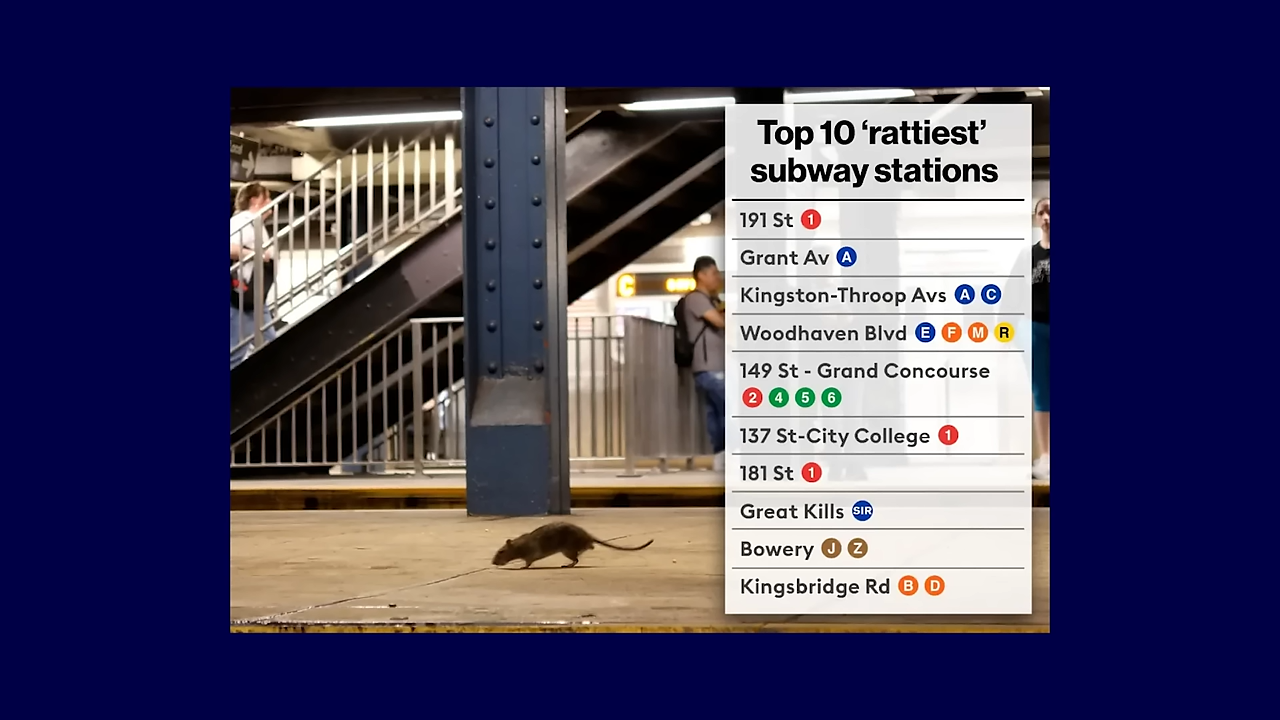 Top 10 ‘rattiest’
subway stations
191 St 1
Grant Av A
Kingston-Throop Avs A C
Woodhaven Blvd E F M R
149 St - Grand Concourse
2 4 5 6
137 St-City College 1
181 St 1
Great Kills SIR
Bowery J Z
Kingsbridge Rd B D
C